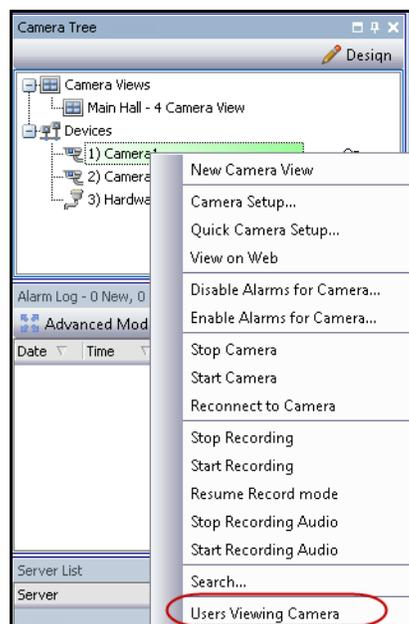 Camera Tree
Design
Camera Views
Main Hall - 4 Camera View
Devices
1) Camera1
2) Camera
3) Hardwa
New Camera View
Camera Setup...
Quick Camera Setup...
View on Web
Disable Alarms for Camera...
Enable Alarms for Camera...
Stop Camera
Start Camera
Reconnect to Camera
Stop Recording
Start Recording
Resume Record mode
Stop Recording Audio
Start Recording Audio
Search...
Users Viewing Camera
Alarm Log - 0 New, 0
Advanced Mod
Date Time
Server List
Server